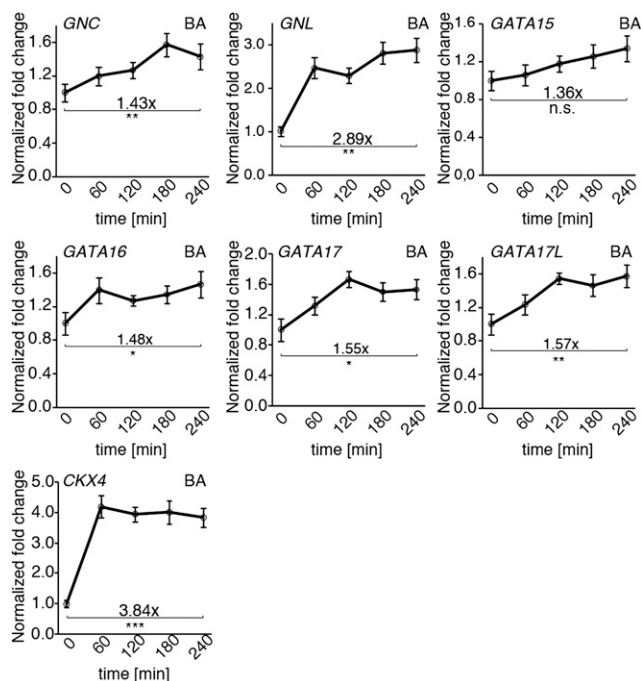 GNC BA
Normalized fold change
1.6
1.2
0.8
0.4
0.0
1.43x
**
0 60 120 180 240
time [min]
GNL BA
Normalized fold change
3.0
2.0
1.0
0.0
2.89x
**
0 60 120 180 240
time [min]
GATA15 BA
Normalized fold change
1.6
1.2
0.8
0.4
0.0
1.36x
n.s.
0 60 120 180 240
time [min]
GATA16 BA
Normalized fold change
1.6
1.2
0.8
0.4
0.0
1.48x
*
0 60 120 180 240
time [min]
GATA17 BA
Normalized fold change
2.0
1.6
1.2
0.8
0.4
0.0
1.55x
*
0 60 120 180 240
time [min]
GATA17L BA
Normalized fold change
1.6
1.2
0.8
0.4
0.0
1.57x
**
0 60 120 180 240
time [min]
CKX4 BA
Normalized fold change
5.0
4.0
3.0
2.0
1.0
0.0
3.84x
***
0 60 120 180 240
time [min]